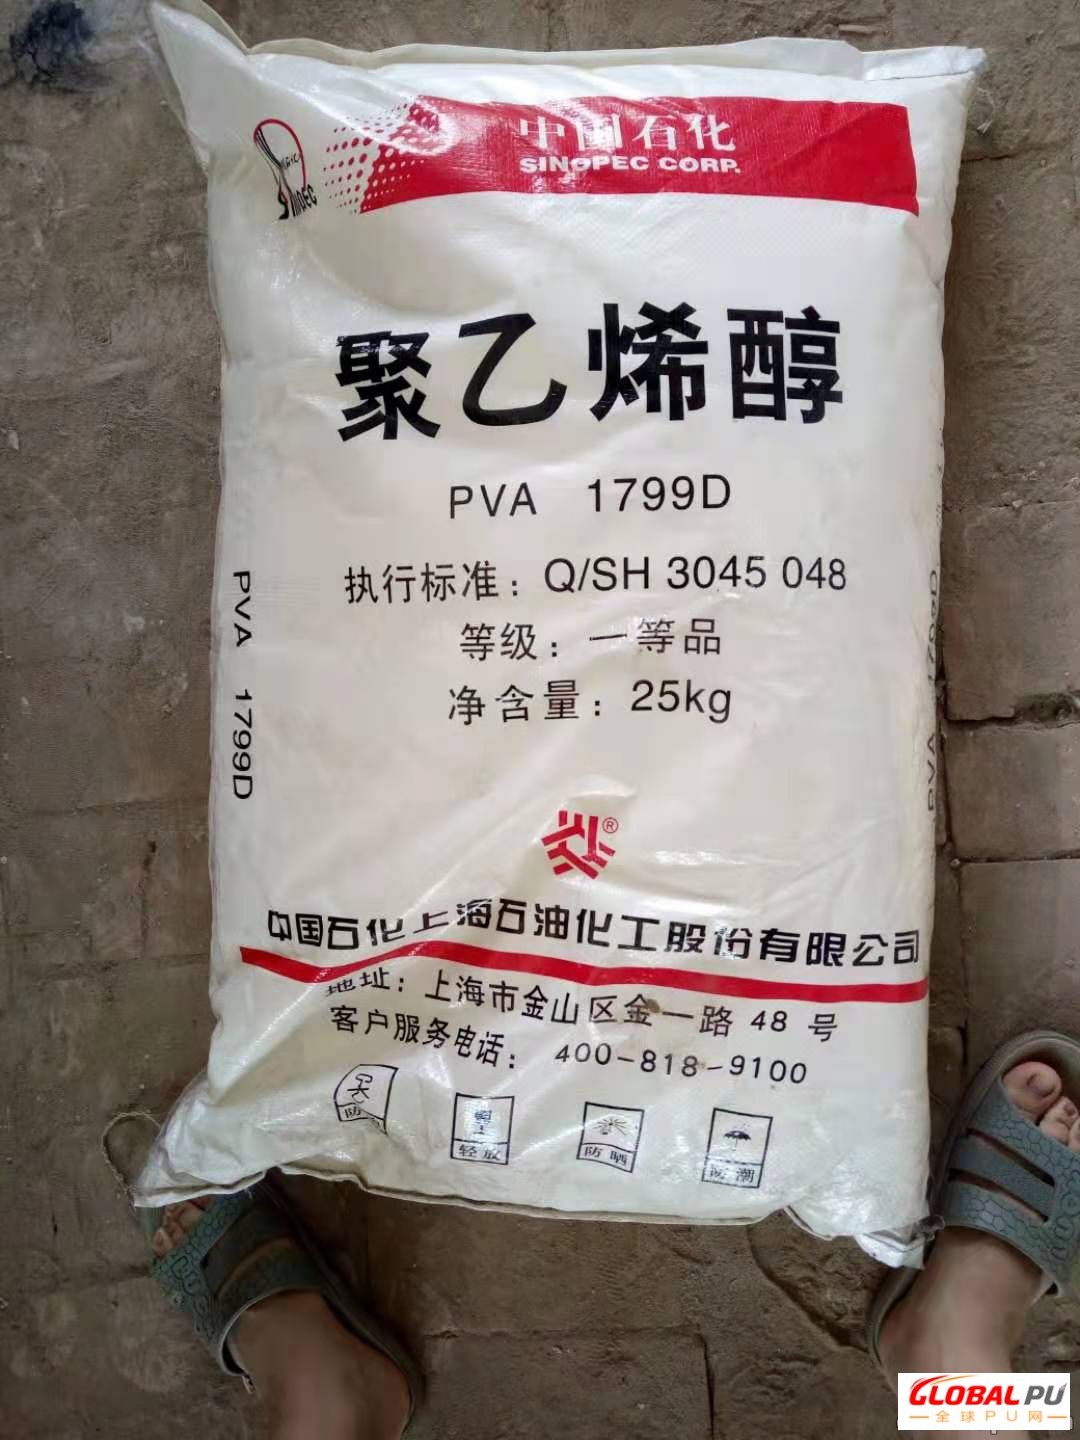 中国石化
SINOPEC CORP.
SINOPEC
聚乙烯醇
PVA 1799D
执行标准：Q/SH 3045 048
等级：一等品
净含量：25kg
PVA 1799D
®
中国石化上海石油化工股份有限公司
地址：上海市金山区金一路 48 号
客户服务电话：400-818-9100
轻放
防晒
防潮
GLOBAL PU
全球PU网